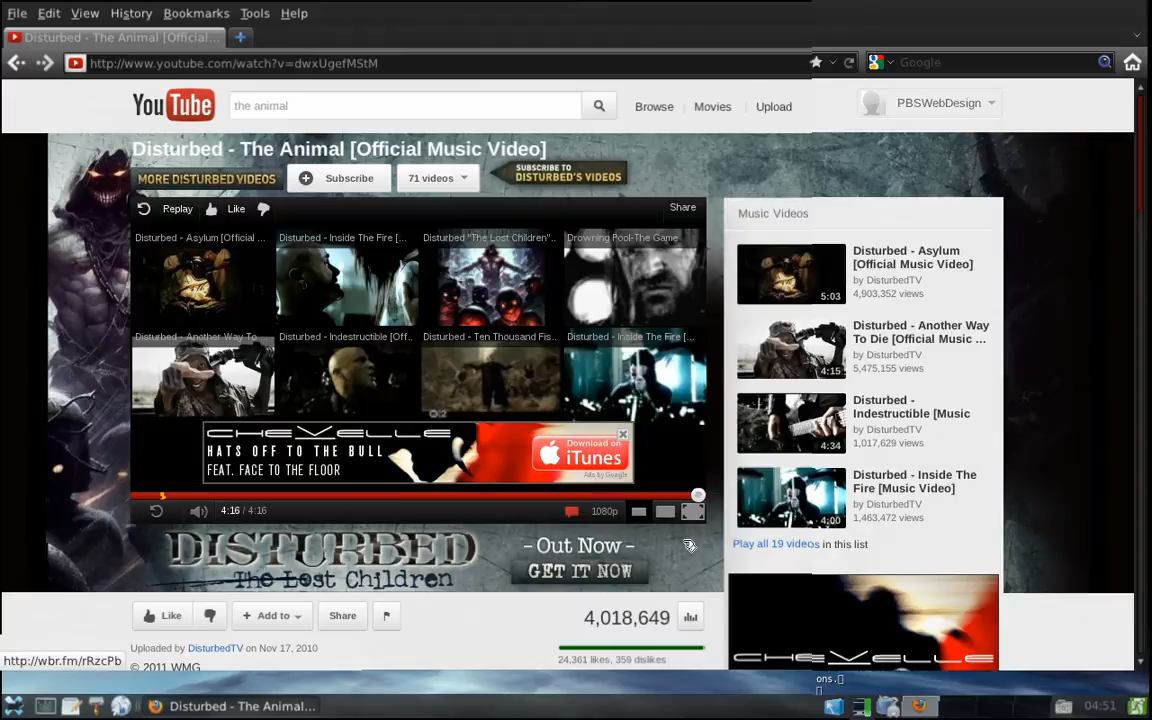 File Edit View History Bookmarks Tools Help
Disturbed - The Animal [Official...
http://www.youtube.com/watch?v=dwxUgefMStM
Google
YouTube
the animal
Browse Movies Upload
PBSWebDesign
Disturbed - The Animal [Official Music Video]
MORE DISTURBED VIDEOS
Subscribe
71 videos
SUBSCRIBE TO
DISTURBED'S VIDEOS
Replay Like
Share
Disturbed - Asylum [Official ...
Disturbed - Inside The Fire [...
Disturbed "The Lost Children"..
Drowning Pool-The Game
Disturbed - Another Way To
Disturbed - Indestructible [Off..
Disturbed - Ten Thousand Fis..
Disturbed - Inside The Fire [...
CHEVELLE
HATS OFF TO THE BULL
FEAT. FACE TO THE FLOOR
Download on
iTunes
Ads by Google
4:16 / 4:16
1080p
Music Videos
Disturbed - Asylum
[Official Music Video]
by DisturbedTV
4,903,352 views
5:03
Disturbed - Another Way
To Die [Official Music ...
by DisturbedTV
5,475,155 views
4:15
Disturbed -
Indestructible [Music
by DisturbedTV
1,017,629 views
4:34
Disturbed - Inside The
Fire [Music Video]
by DisturbedTV
1,463,472 views
4:00
Play all 19 videos in this list
DISTURBED
The Lost Children
– Out Now –
GET IT NOW
Like
Add to
Share
4,018,649
Uploaded by DisturbedTV on Nov 17, 2010
24,361 likes, 359 dislikes
© 2011 WMG
CHEVELLE
http://wbr.fm/rRzcPb
ons.
Disturbed - The Animal...
04:51